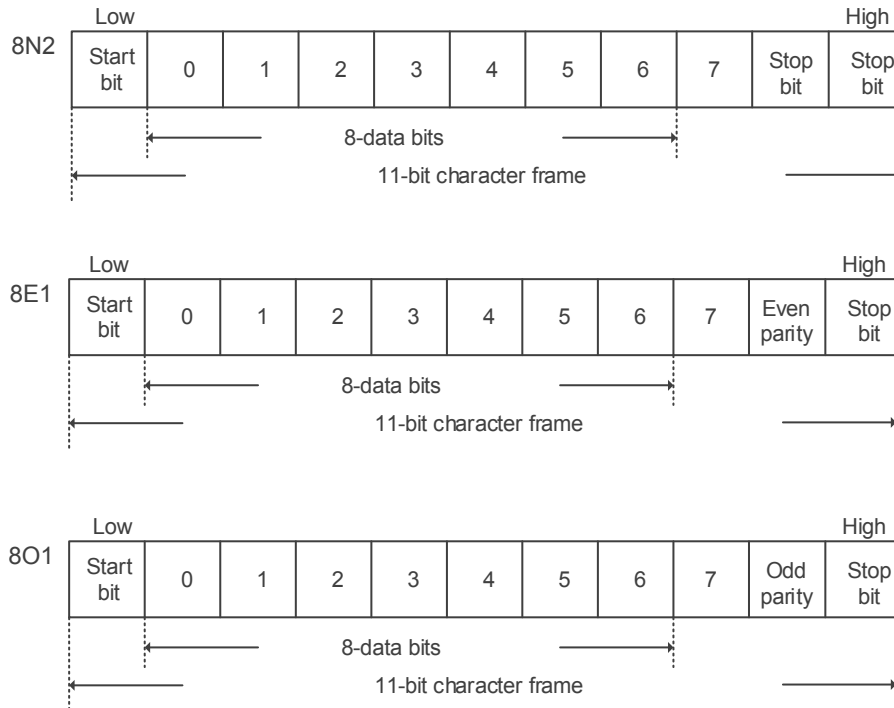 Low High
8N2
Start bit 0 1 2 3 4 5 6 7 Stop bit Stop bit
8-data bits
11-bit character frame
Low High
8E1
Start bit 0 1 2 3 4 5 6 7 Even parity Stop bit
8-data bits
11-bit character frame
Low High
8O1
Start bit 0 1 2 3 4 5 6 7 Odd parity Stop bit
8-data bits
11-bit character frame